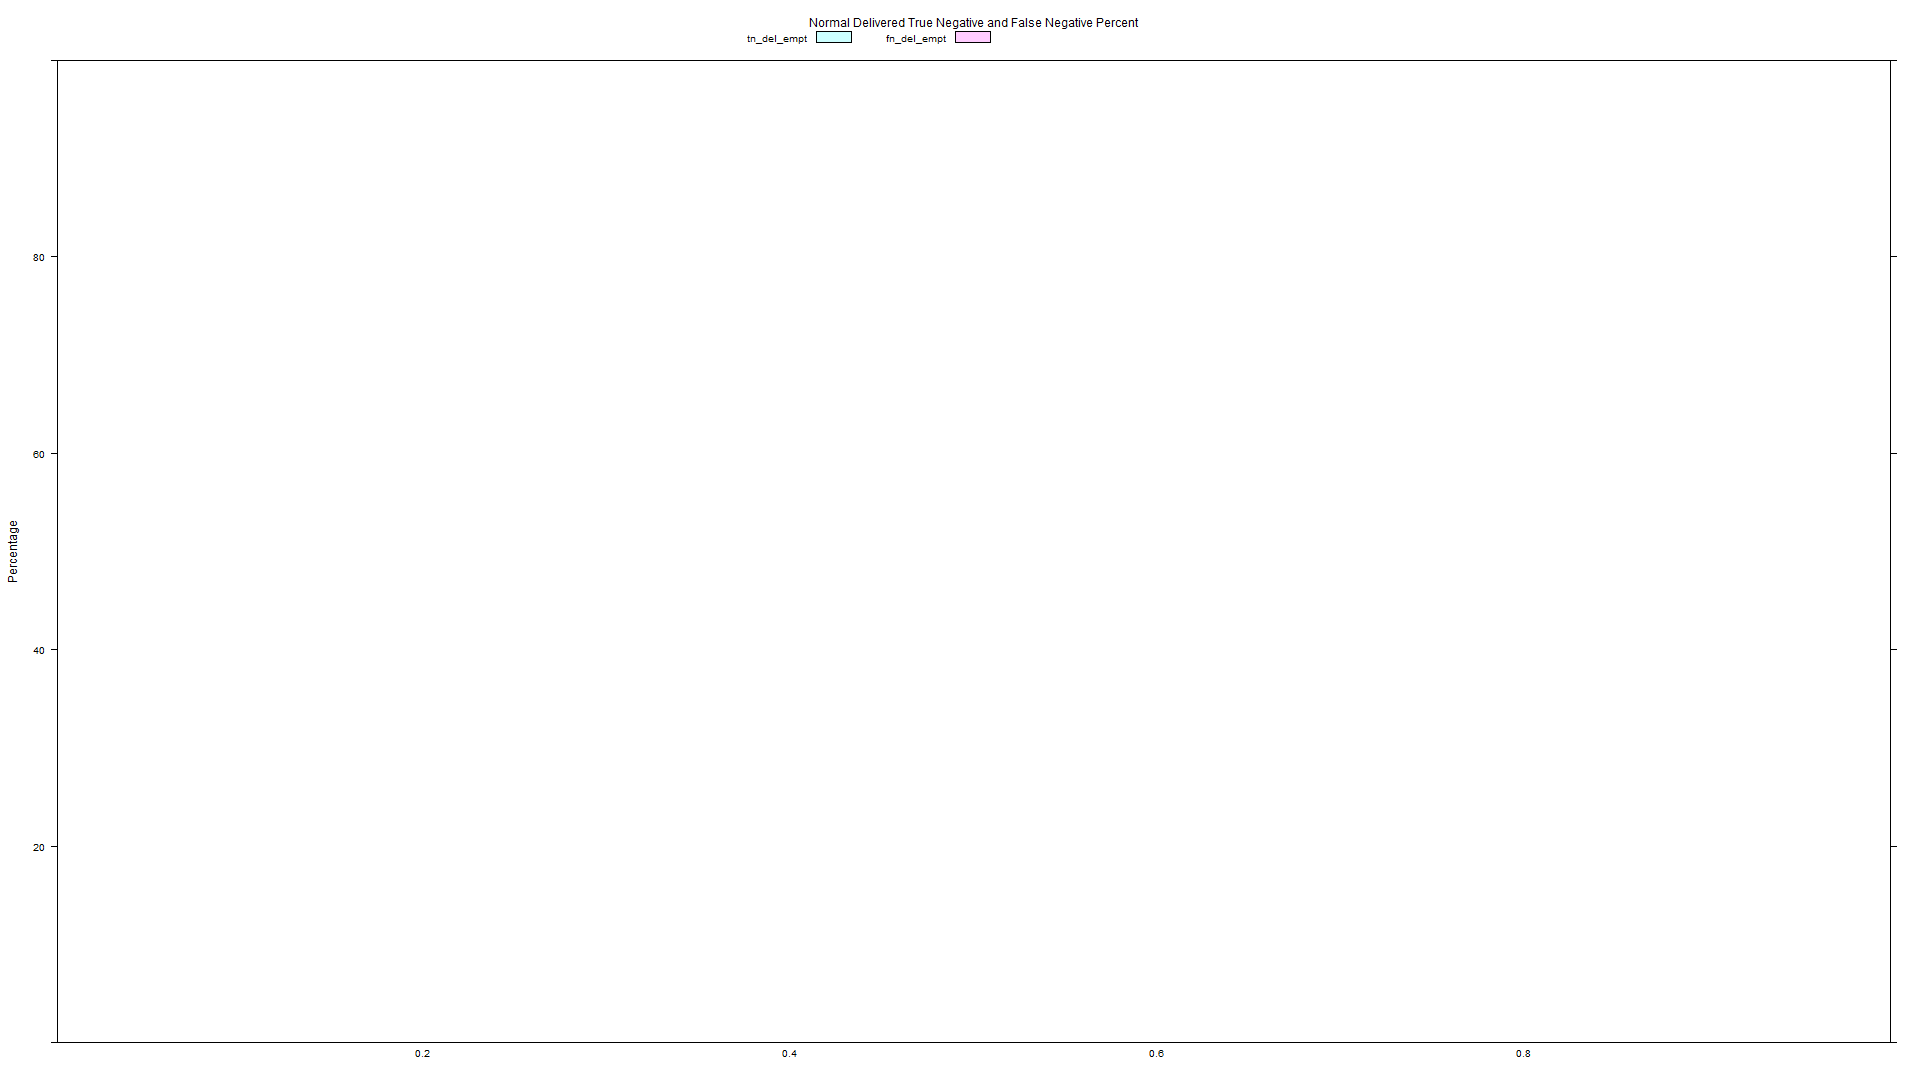 Normal Delivered True Negative and False Negative Percent
tn_del_empt fn_del_empt
80
60
Percentage
40
20
0.2 0.4 0.6 0.8